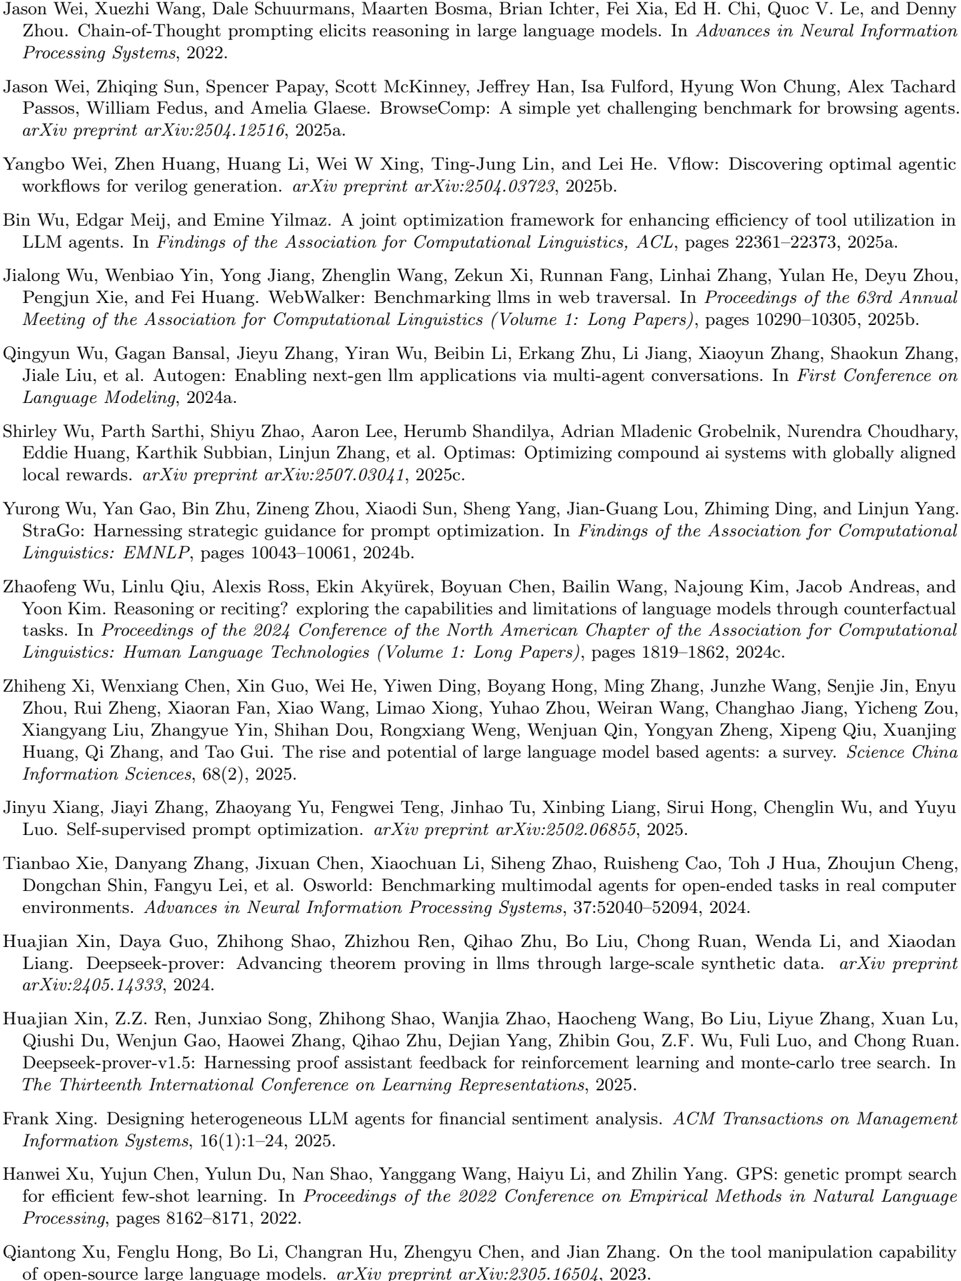 Jason Wei, Xuezhi Wang, Dale Schuurmans, Maarten Bosma, Brian Ichter, Fei Xia, Ed H. Chi, Quoc V. Le, and Denny
Zhou. Chain-of-Thought prompting elicits reasoning in large language models. In Advances in Neural Information
Processing Systems, 2022.
Jason Wei, Zhiqing Sun, Spencer Papay, Scott McKinney, Jeffrey Han, Isa Fulford, Hyung Won Chung, Alex Tachard
Passos, William Fedus, and Amelia Glaese. BrowseComp: A simple yet challenging benchmark for browsing agents.
arXiv preprint arXiv:2504.12516, 2025a.
Yangbo Wei, Zhen Huang, Huang Li, Wei W Xing, Ting-Jung Lin, and Lei He. Vflow: Discovering optimal agentic
workflows for verilog generation. arXiv preprint arXiv:2504.03723, 2025b.
Bin Wu, Edgar Meij, and Emine Yilmaz. A joint optimization framework for enhancing efficiency of tool utilization in
LLM agents. In Findings of the Association for Computational Linguistics, ACL, pages 22361–22373, 2025a.
Jialong Wu, Wenbiao Yin, Yong Jiang, Zhenglin Wang, Zekun Xi, Runnan Fang, Linhai Zhang, Yulan He, Deyu Zhou,
Pengjun Xie, and Fei Huang. WebWalker: Benchmarking llms in web traversal. In Proceedings of the 63rd Annual
Meeting of the Association for Computational Linguistics (Volume 1: Long Papers), pages 10290–10305, 2025b.
Qingyun Wu, Gagan Bansal, Jieyu Zhang, Yiran Wu, Beibin Li, Erkang Zhu, Li Jiang, Xiaoyun Zhang, Shaokun Zhang,
Jiale Liu, et al. Autogen: Enabling next-gen llm applications via multi-agent conversations. In First Conference on
Language Modeling, 2024a.
Shirley Wu, Parth Sarthi, Shiyu Zhao, Aaron Lee, Herumb Shandilya, Adrian Mladenic Grobelnik, Nurendra Choudhary,
Eddie Huang, Karthik Subbian, Linjun Zhang, et al. Optimas: Optimizing compound ai systems with globally aligned
local rewards. arXiv preprint arXiv:2507.03041, 2025c.
Yurong Wu, Yan Gao, Bin Zhu, Zineng Zhou, Xiaodi Sun, Sheng Yang, Jian-Guang Lou, Zhiming Ding, and Linjun Yang.
StraGo: Harnessing strategic guidance for prompt optimization. In Findings of the Association for Computational
Linguistics: EMNLP, pages 10043–10061, 2024b.
Zhaofeng Wu, Linlu Qiu, Alexis Ross, Ekin Akyürek, Boyuan Chen, Bailin Wang, Najoung Kim, Jacob Andreas, and
Yoon Kim. Reasoning or reciting? exploring the capabilities and limitations of language models through counterfactual
tasks. In Proceedings of the 2024 Conference of the North American Chapter of the Association for Computational
Linguistics: Human Language Technologies (Volume 1: Long Papers), pages 1819–1862, 2024c.
Zhiheng Xi, Wenxiang Chen, Xin Guo, Wei He, Yiwen Ding, Boyang Hong, Ming Zhang, Junzhe Wang, Senjie Jin, Enyu
Zhou, Rui Zheng, Xiaoran Fan, Xiao Wang, Limao Xiong, Yuhao Zhou, Weiran Wang, Changhao Jiang, Yicheng Zou,
Xiangyang Liu, Zhangyue Yin, Shihan Dou, Rongxiang Weng, Wenjuan Qin, Yongyan Zheng, Xipeng Qiu, Xuanjing
Huang, Qi Zhang, and Tao Gui. The rise and potential of large language model based agents: a survey. Science China
Information Sciences, 68(2), 2025.
Jinyu Xiang, Jiayi Zhang, Zhaoyang Yu, Fengwei Teng, Jinhao Tu, Xinbing Liang, Sirui Hong, Chenglin Wu, and Yuyu
Luo. Self-supervised prompt optimization. arXiv preprint arXiv:2502.06855, 2025.
Tianbao Xie, Danyang Zhang, Jixuan Chen, Xiaochuan Li, Siheng Zhao, Ruisheng Cao, Toh J Hua, Zhoujun Cheng,
Dongchan Shin, Fangyu Lei, et al. Osworld: Benchmarking multimodal agents for open-ended tasks in real computer
environments. Advances in Neural Information Processing Systems, 37:52040–52094, 2024.
Huajian Xin, Daya Guo, Zhihong Shao, Zhizhou Ren, Qihao Zhu, Bo Liu, Chong Ruan, Wenda Li, and Xiaodan
Liang. Deepseek-prover: Advancing theorem proving in llms through large-scale synthetic data. arXiv preprint
arXiv:2405.14333, 2024.
Huajian Xin, Z.Z. Ren, Junxiao Song, Zhihong Shao, Wanjia Zhao, Haocheng Wang, Bo Liu, Liyue Zhang, Xuan Lu,
Qiushi Du, Wenjun Gao, Haowei Zhang, Qihao Zhu, Dejian Yang, Zhibin Gou, Z.F. Wu, Fuli Luo, and Chong Ruan.
Deepseek-prover-v1.5: Harnessing proof assistant feedback for reinforcement learning and monte-carlo tree search. In
The Thirteenth International Conference on Learning Representations, 2025.
Frank Xing. Designing heterogeneous LLM agents for financial sentiment analysis. ACM Transactions on Management
Information Systems, 16(1):1–24, 2025.
Hanwei Xu, Yujun Chen, Yulun Du, Nan Shao, Yanggang Wang, Haiyu Li, and Zhilin Yang. GPS: genetic prompt search
for efficient few-shot learning. In Proceedings of the 2022 Conference on Empirical Methods in Natural Language
Processing, pages 8162–8171, 2022.
Qiantong Xu, Fenglu Hong, Bo Li, Changran Hu, Zhengyu Chen, and Jian Zhang. On the tool manipulation capability
of open-source large language models. arXiv preprint arXiv:2305.16504, 2023.